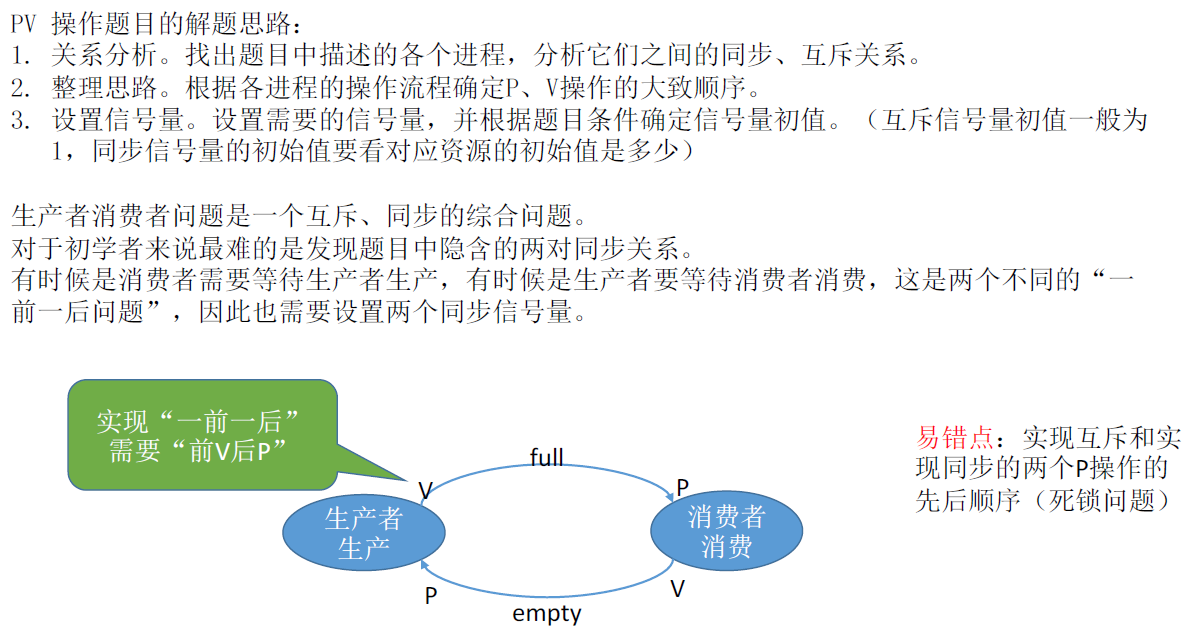 PV 操作题目的解题思路：
1. 关系分析。找出题目中描述的各个进程，分析它们之间的同步、互斥关系。
2. 整理思路。根据各进程的操作流程确定P、V操作的大致顺序。
3. 设置信号量。设置需要的信号量，并根据题目条件确定信号量初值。（互斥信号量初值一般为
1，同步信号量的初始值要看对应资源的初始值是多少）
生产者消费者问题是一个互斥、同步的综合问题。
对于初学者来说最难的是发现题目中隐含的两对同步关系。
有时候是消费者需要等待生产者生产，有时候是生产者要等待消费者消费，这是两个不同的“一
前一后问题”，因此也需要设置两个同步信号量。
实现“一前一后”
需要“前V后P”
full
V
P
生产者
生产
消费者
消费
P
V
empty
易错点：实现互斥和实
现同步的两个P操作的
先后顺序（死锁问题）